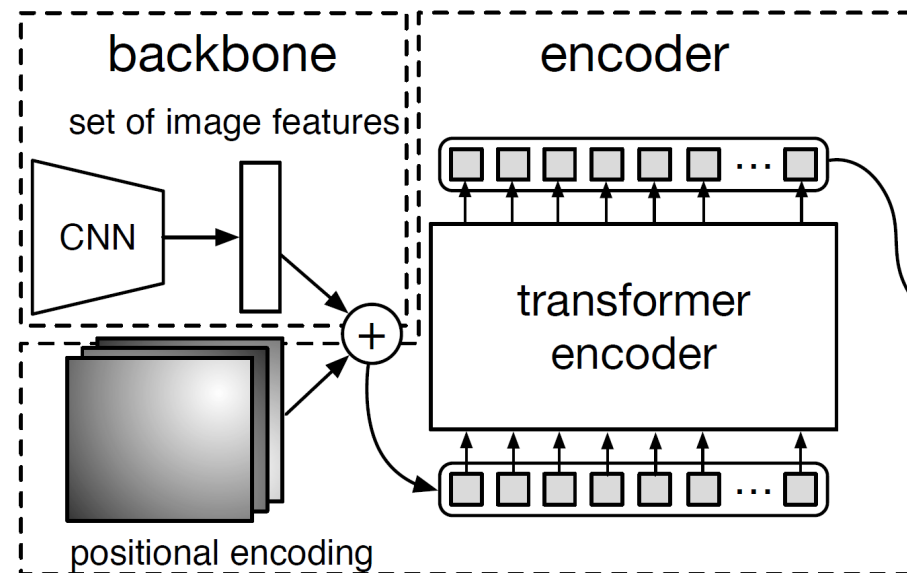 backbone
set of image features
CNN
+
positional encoding
encoder
transformer
encoder
...
...